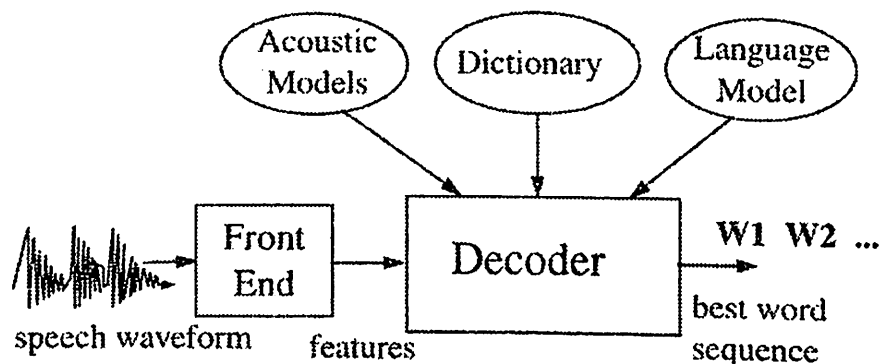 Acoustic
Models
Dictionary
Language
Model
Front
End
Decoder
W1 W2 ...
speech waveform
features
best word
sequence